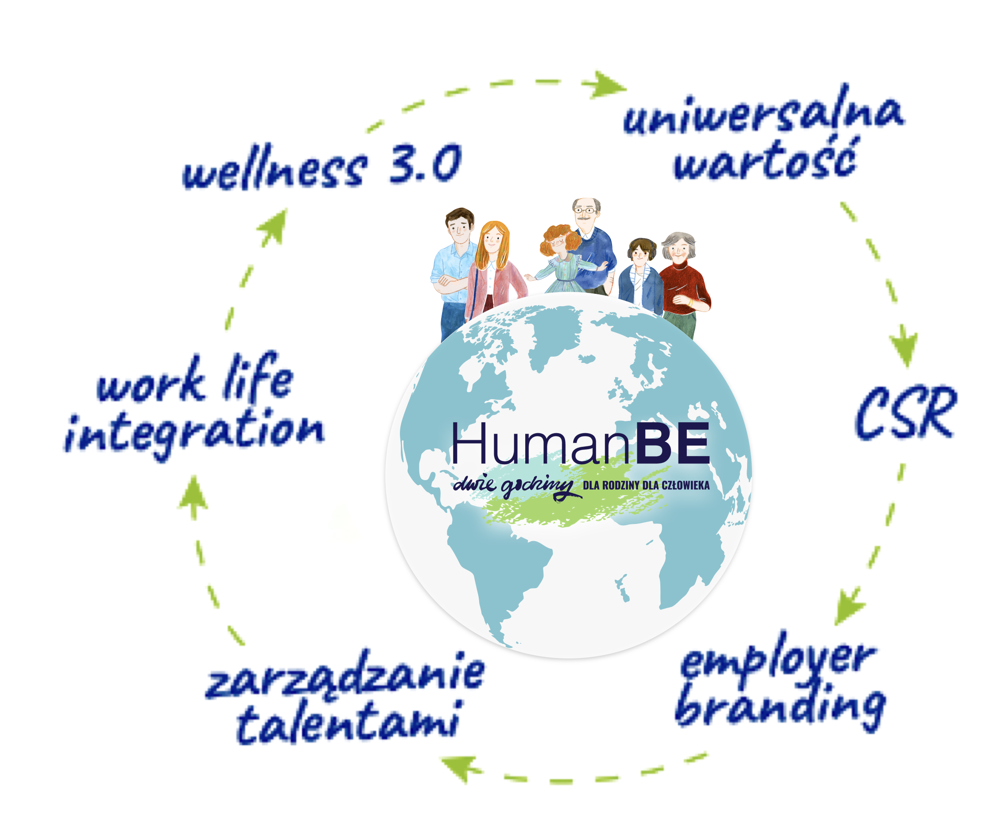 wellness 3.0
uniwersalna
wartość
CSR
employer
branding
zarządzanie
talentami
work life
integration
HumanBE
dwie godziny DLA RODZINY DLA CZŁOWIEKA